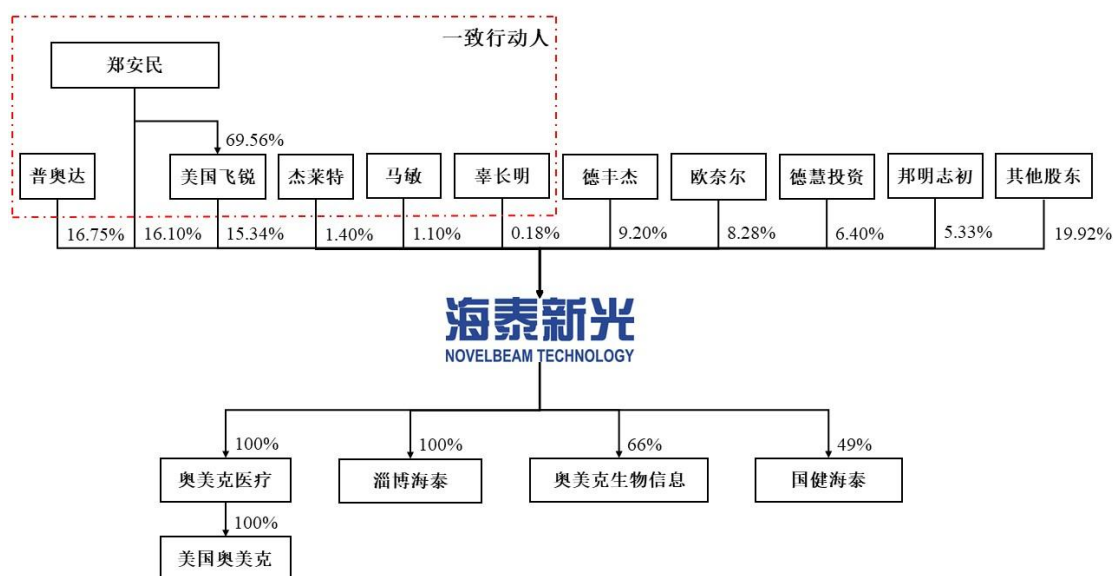 一致行动人
郑安民
69.56%
普奥达
美国飞锐
杰莱特
马敏
辜长明
德丰杰
欧奈尔
德慧投资
邦明志初
其他股东
16.75%
16.10%
15.34%
1.40%
1.10%
0.18%
9.20%
8.28%
6.40%
5.33%
19.92%
海泰新光
NOVELBEAM TECHNOLOGY
100%
100%
66%
49%
奥美克医疗
淄博海泰
奥美克生物信息
国健海泰
100%
美国奥美克